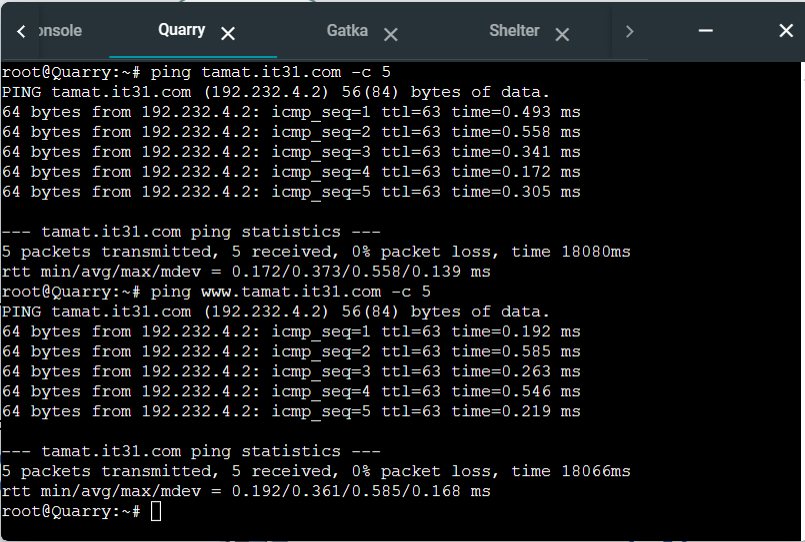 onsole Quarry Gatka Shelter
root@Quarry:~# ping tamat.it31.com -c 5
PING tamat.it31.com (192.232.4.2) 56(84) bytes of data.
64 bytes from 192.232.4.2: icmp_seq=1 ttl=63 time=0.493 ms
64 bytes from 192.232.4.2: icmp_seq=2 ttl=63 time=0.558 ms
64 bytes from 192.232.4.2: icmp_seq=3 ttl=63 time=0.341 ms
64 bytes from 192.232.4.2: icmp_seq=4 ttl=63 time=0.172 ms
64 bytes from 192.232.4.2: icmp_seq=5 ttl=63 time=0.305 ms
--- tamat.it31.com ping statistics ---
5 packets transmitted, 5 received, 0% packet loss, time 18080ms
rtt min/avg/max/mdev = 0.172/0.373/0.558/0.139 ms
root@Quarry:~# ping www.tamat.it31.com -c 5
PING tamat.it31.com (192.232.4.2) 56(84) bytes of data.
64 bytes from 192.232.4.2: icmp_seq=1 ttl=63 time=0.192 ms
64 bytes from 192.232.4.2: icmp_seq=2 ttl=63 time=0.585 ms
64 bytes from 192.232.4.2: icmp_seq=3 ttl=63 time=0.263 ms
64 bytes from 192.232.4.2: icmp_seq=4 ttl=63 time=0.546 ms
64 bytes from 192.232.4.2: icmp_seq=5 ttl=63 time=0.219 ms
--- tamat.it31.com ping statistics ---
5 packets transmitted, 5 received, 0% packet loss, time 18066ms
rtt min/avg/max/mdev = 0.192/0.361/0.585/0.168 ms
root@Quarry:~#